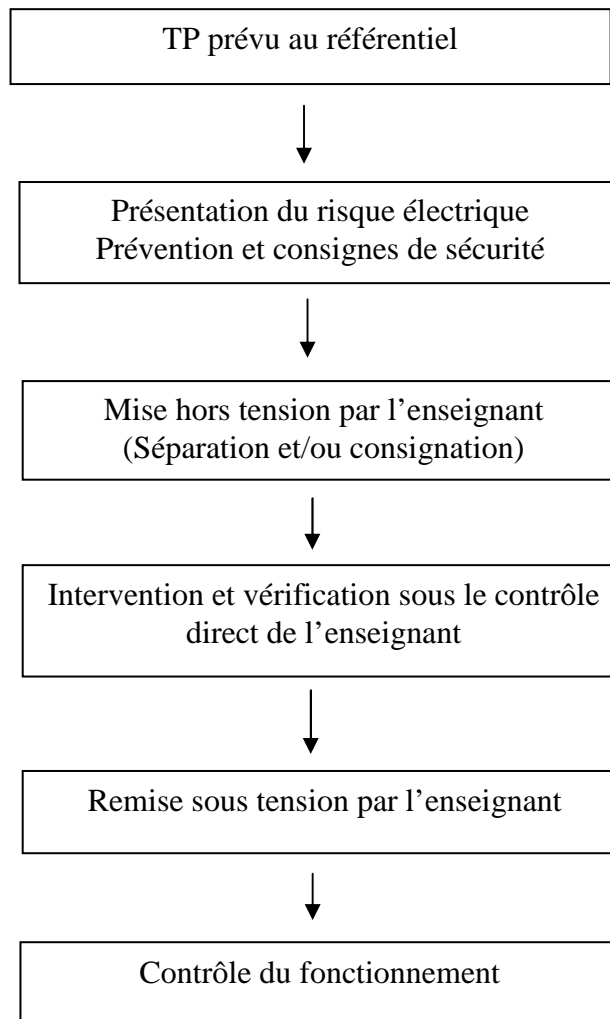 TP prévu au référentiel
Présentation du risque électrique
Prévention et consignes de sécurité
Mise hors tension par l’enseignant
(Séparation et/ou consignation)
Intervention et vérification sous le contrôle
direct de l’enseignant
Remise sous tension par l’enseignant
Contrôle du fonctionnement